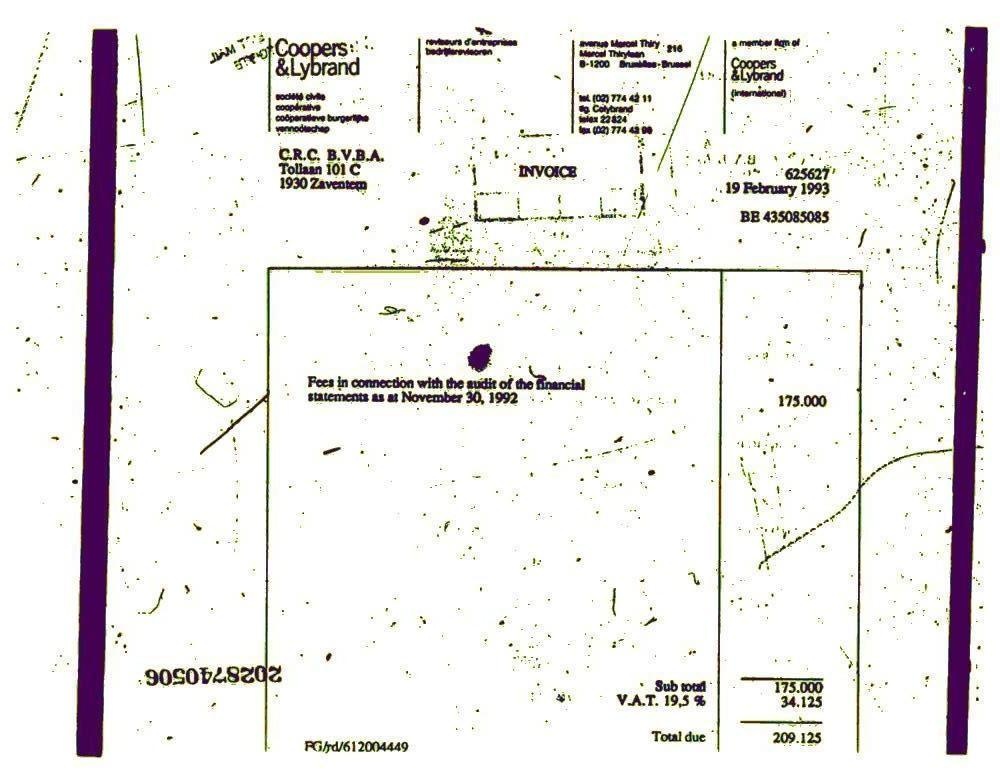 Coopers
&Lybrand
société civile
coopérative
coöperatieve burgerlijke
vennootschap
reviseurs d'entreprises
bedrijfsrevisoren
avenue Marcel Thiry 216
Marcel Thirylaan
B-1200 Bruxelles-Brussel
tel. (02) 774 42 11
tlg. Colybrand
telex 22824
fax (02) 774 42 99
a member firm of
Coopers
&Lybrand
(international)
C.R.C. B.V.B.A.
Tollaan 101 C
1930 Zaventem
INVOICE
625627
19 February 1993
BE 435085085
Fees in connection with the audit of the financial
statements as at November 30, 1992
175.000
2028740506
Sub total 175.000
V.A.T. 19,5 % 34.125
Total due 209.125
FG/rd/612004449